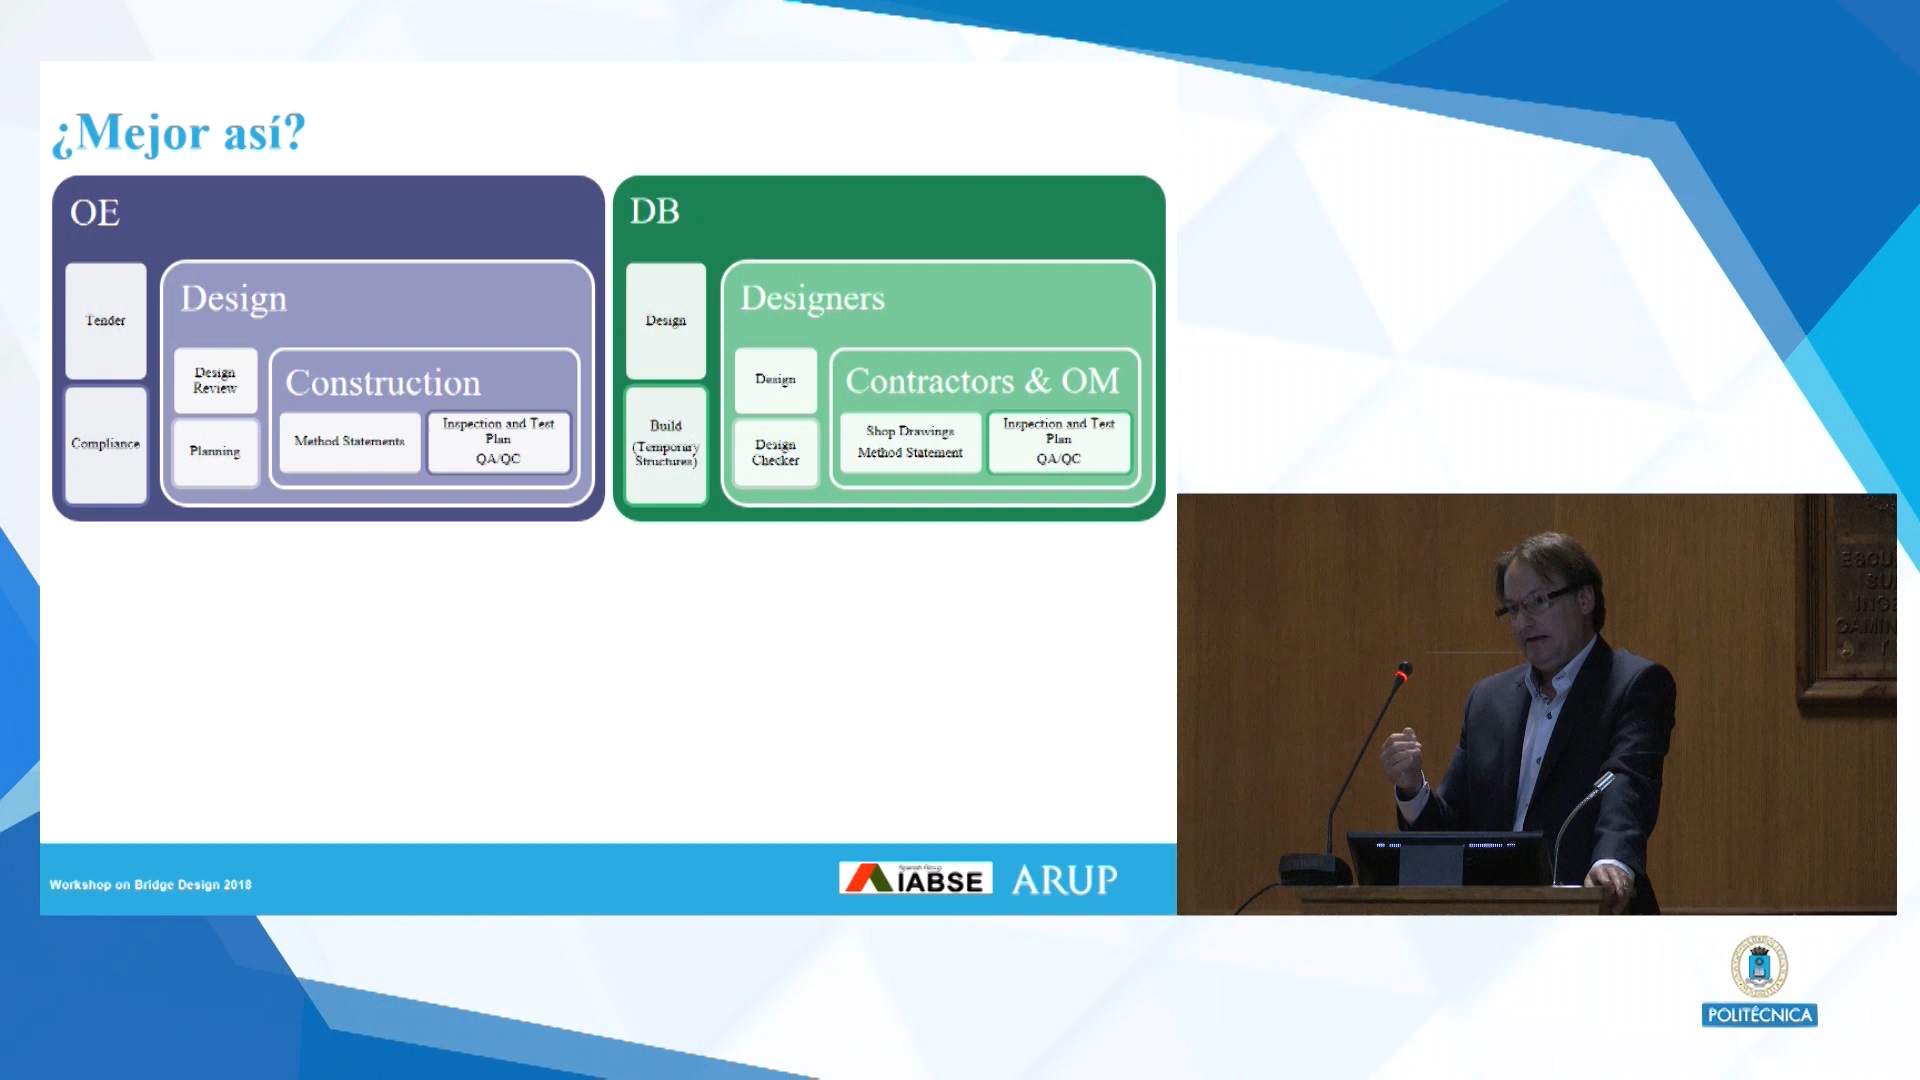 ¿Mejor así?
OE
Tender
Compliance
Design
Design
Review
Planning
Construction
Method Statements
Inspection and Test
Plan
QA/QC
DB
Design
Build
(Temporary
Structures)
Designers
Design
Design
Checker
Contractors & OM
Shop Drawings
Method Statement
Inspection and Test
Plan
QA/QC
Workshop on Bridge Design 2018
Spanish Group
IABSE
ARUP
POLITÉCNICA